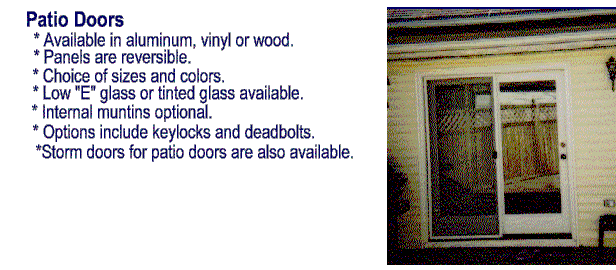 Patio Doors
* Available in aluminum, vinyl or wood.
* Panels are reversible.
* Choice of sizes and colors.
* Low "E" glass or tinted glass available.
* Internal muntins optional.
* Options include keylocks and deadbolts.
*Storm doors for patio doors are also available.